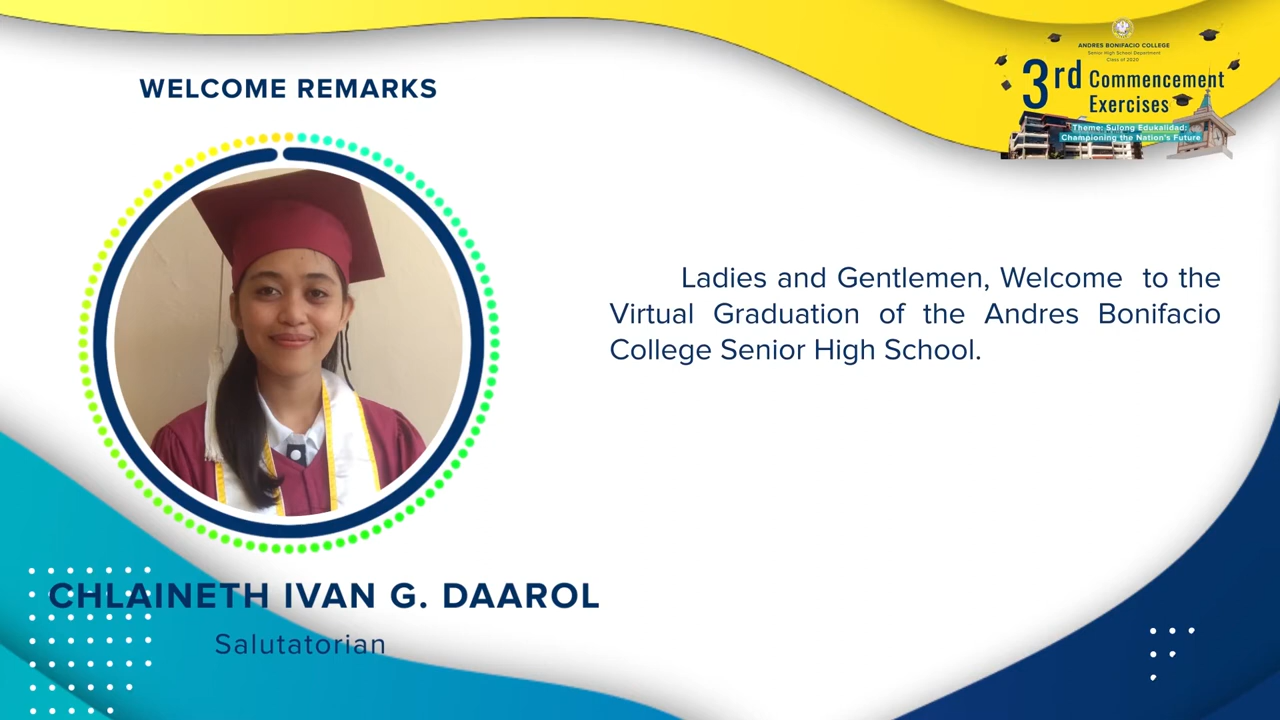 WELCOME REMARKS
ANDRES BONIFACIO COLLEGE
Senior High School Department
Class of 2020
3rd Commencement
Exercises
Theme: Sulong Edukalidad:
Championing the Nation's Future
Ladies and Gentlemen, Welcome to the
Virtual Graduation of the Andres Bonifacio
College Senior High School.
CHLAINETH IVAN G. DAAROL
Salutatorian